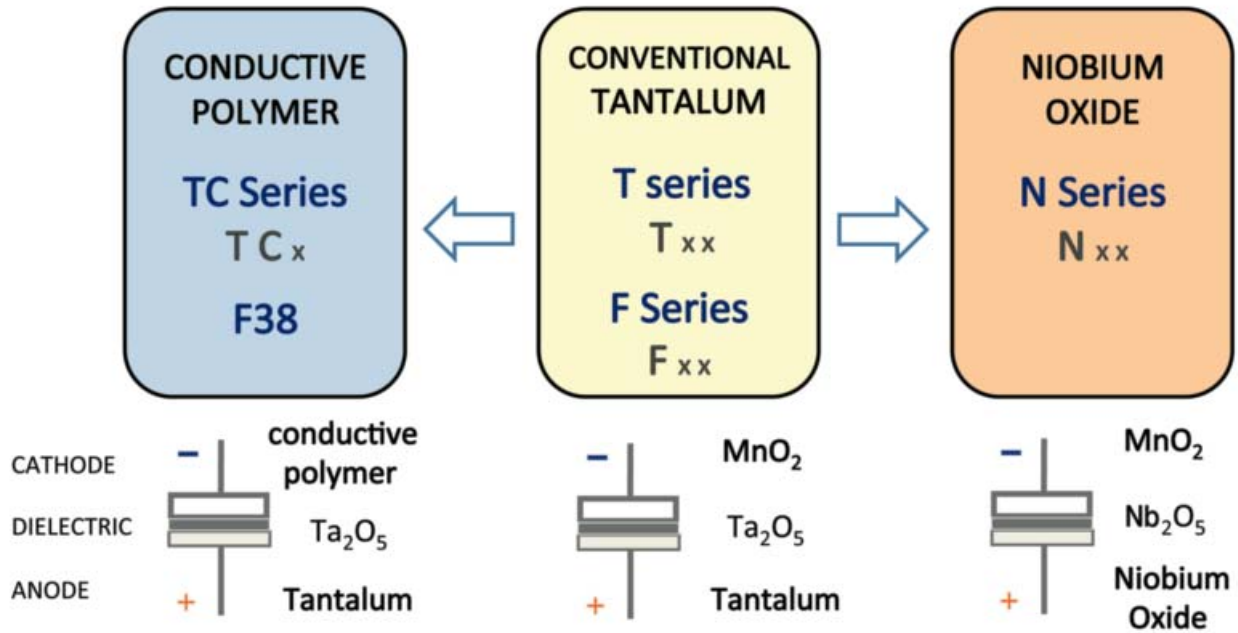 CONDUCTIVE
POLYMER
TC Series
T C x
F38
CONVENTIONAL
TANTALUM
T series
T x x
F Series
F x x
NIOBIUM
OXIDE
N Series
N x x
CATHODE
DIELECTRIC
ANODE
−
conductive
polymer
Ta₂O₅
+
Tantalum
−
MnO₂
Ta₂O₅
+
Tantalum
−
MnO₂
Nb₂O₅
+
Niobium
Oxide